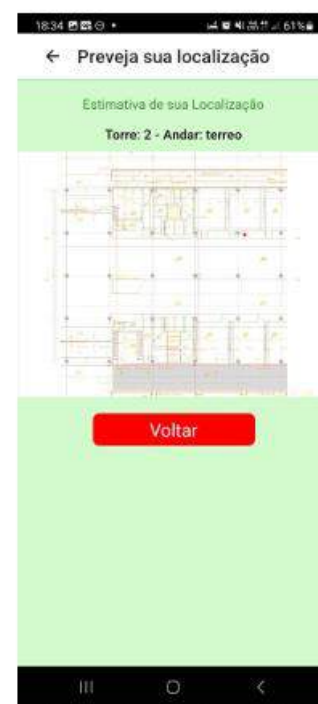 18:34
61%
Preveja sua localização
Estimativa de sua Localização
Torre: 2 - Andar: terreo
Voltar